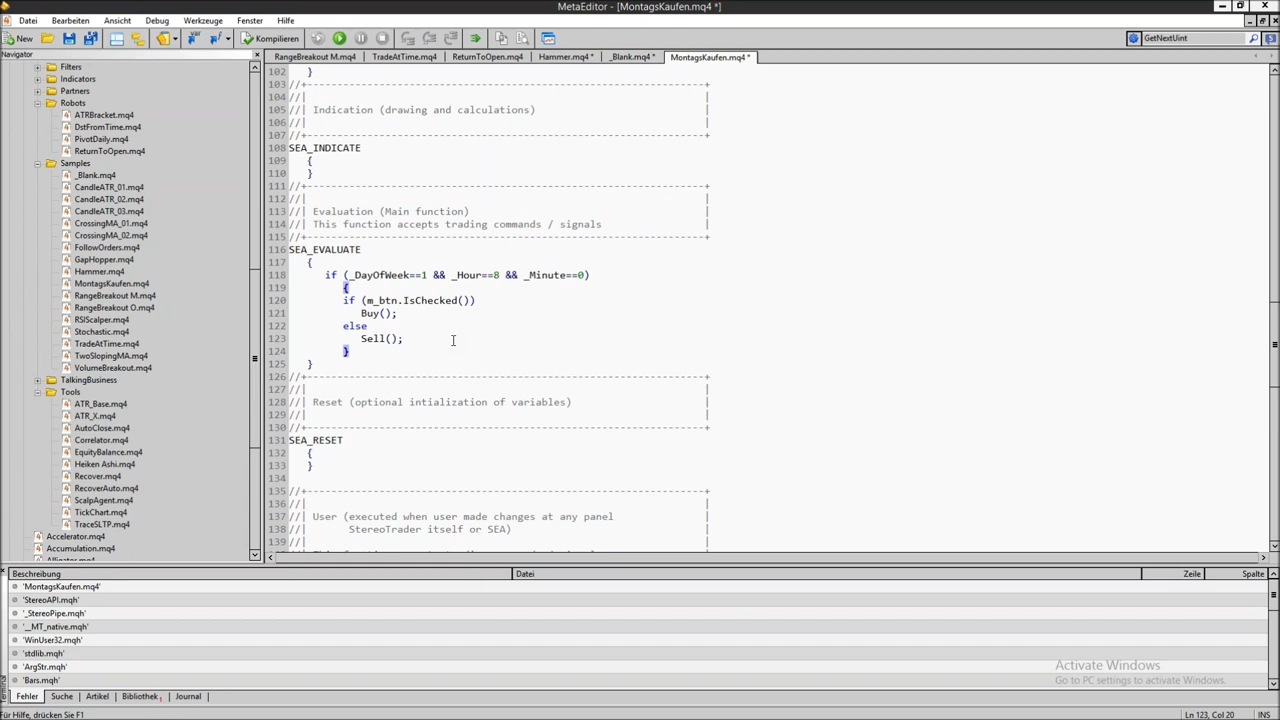 MetaEditor - [MontagsKaufen.mq4 *]
Datei Bearbeiten Ansicht Debug Werkzeuge Fenster Hilfe
New Kompilieren GetNextUint
Navigator
RangeBreakout M.mq4 TradeAtTime.mq4 ReturnToOpen.mq4 Hammer.mq4 * _Blank.mq4 * MontagsKaufen.mq4 *
Filters
Indicators
Partners
Robots
ATRBracket.mq4
DstFromTime.mq4
PivotDaily.mq4
ReturnToOpen.mq4
Samples
_Blank.mq4
CandleATR_01.mq4
CandleATR_02.mq4
CandleATR_03.mq4
CrossingMA_01.mq4
CrossingMA_02.mq4
FollowOrders.mq4
GapHopper.mq4
Hammer.mq4
MontagsKaufen.mq4
RangeBreakout M.mq4
RangeBreakout O.mq4
RSIScalper.mq4
Stochastic.mq4
TradeAtTime.mq4
TwoSlopingMA.mq4
VolumeBreakout.mq4
TalkingBusiness
Tools
ATR_Base.mq4
ATR_X.mq4
AutoClose.mq4
Correlator.mq4
EquityBalance.mq4
Heiken Ashi.mq4
Recover.mq4
RecoverAuto.mq4
ScalpAgent.mq4
TickChart.mq4
TraceSLTP.mq4
Accelerator.mq4
Accumulation.mq4
Alligator.mq4
102 }
103 //+------------------------------------------------------------------+
104 //| |
105 //| Indication (drawing and calculations) |
106 //| |
107 //+------------------------------------------------------------------+
108 SEA_INDICATE
109 {
110 }
111 //+------------------------------------------------------------------+
112 //| |
113 //| Evaluation (Main function) |
114 //| This function accepts trading commands / signals |
115 //+------------------------------------------------------------------+
116 SEA_EVALUATE
117 {
118 if (_DayOfWeek==1 && _Hour==8 && _Minute==0)
119 {
120 if (m_btn.IsChecked())
121 Buy();
122 else
123 Sell();
124 }
125 }
126 //+------------------------------------------------------------------+
127 //| |
128 //| Reset (optional intialization of variables) |
129 //| |
130 //+------------------------------------------------------------------+
131 SEA_RESET
132 {
133 }
134
135 //+------------------------------------------------------------------+
136 //| |
137 //| User (executed when user made changes at any panel |
138 //| StereoTrader itself or SEA) |
139 //| |
Beschreibung Datei Zeile Spalte
'MontagsKaufen.mq4'
'StereoAPI.mqh'
'_StereoPipe.mqh'
'__MT_native.mqh'
'WinUser32.mqh'
'stdlib.mqh'
'ArgStr.mqh'
'Bars.mqh'
Activate Windows
Go to PC settings to activate Windows.
Fehler Suche Artikel Bibliothek Journal
Für Hilfe, drücken Sie F1 Ln 123, Col 20 INS